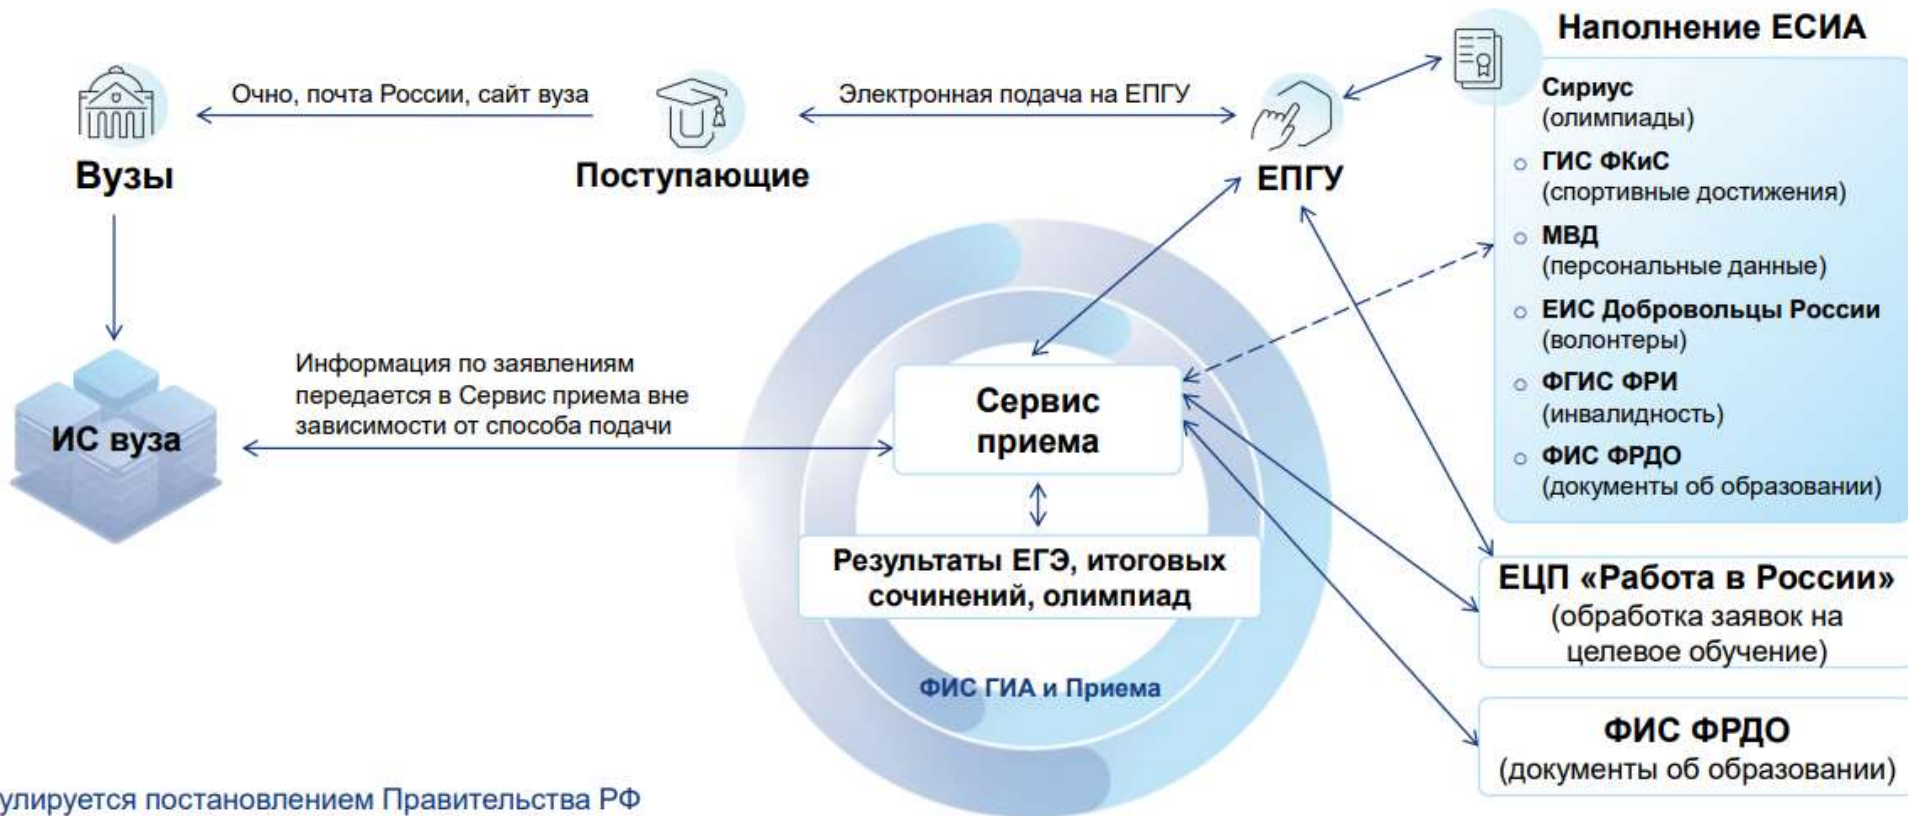 Наполнение ЕСИА
Очно, почта России, сайт вуза
Электронная подача на ЕПГУ
Вузы
Поступающие
ЕПГУ
Сириус
(олимпиады)
ГИС ФКиС
(спортивные достижения)
МВД
(персональные данные)
ЕИС Добровольцы России
(волонтеры)
ФГИС ФРИ
(инвалидность)
ФИС ФРДО
(документы об образовании)
Информация по заявлениям
передается в Сервис приема вне
зависимости от способа подачи
ИС вуза
Сервис
приема
Результаты ЕГЭ, итоговых
сочинений, олимпиад
ФИС ГИА и Приема
ЕЦП «Работа в России»
(обработка заявок на
целевое обучение)
ФИС ФРДО
(документы об образовании)
улируется постановлением Правительства РФ